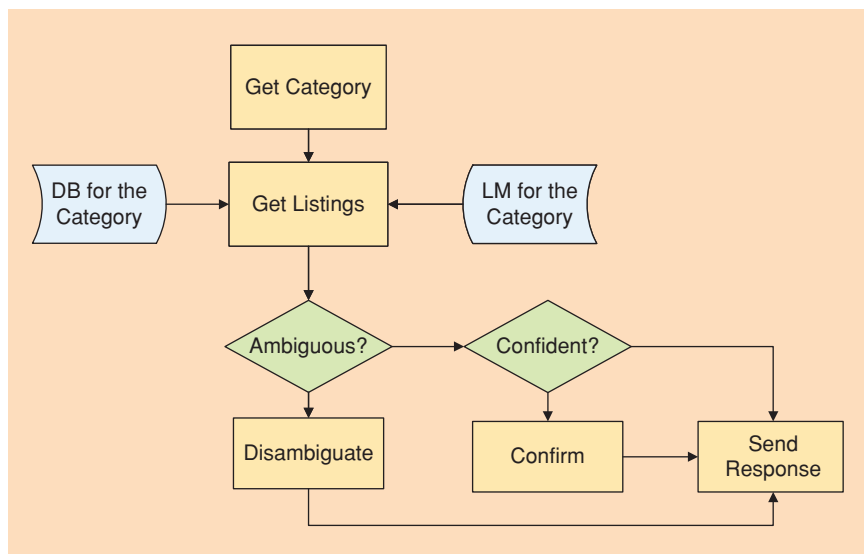 Get Category
DB for the
Category
Get Listings
LM for the
Category
Ambiguous?
Confident?
Disambiguate
Confirm
Send
Response